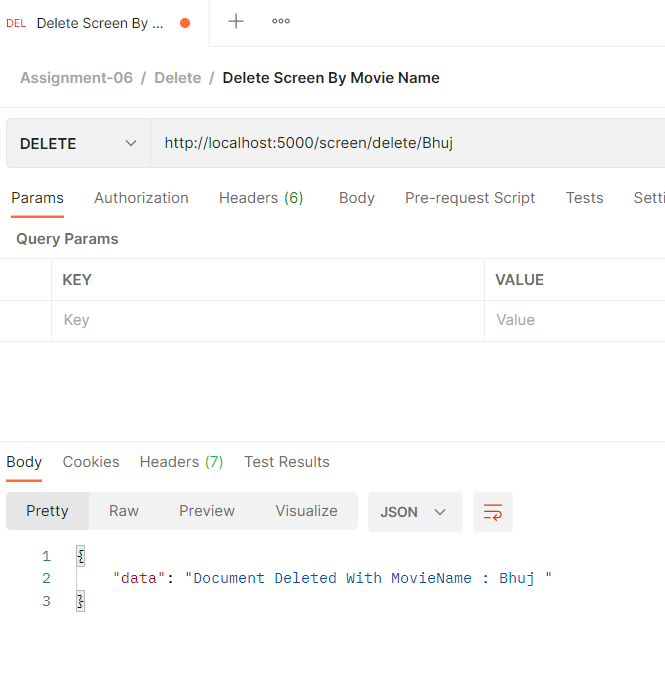 DEL Delete Screen By ...
Assignment-06 / Delete / Delete Screen By Movie Name
DELETE http://localhost:5000/screen/delete/Bhuj
Params Authorization Headers (6) Body Pre-request Script Tests Setti
Query Params
KEY VALUE
Key Value
Body Cookies Headers (7) Test Results
Pretty Raw Preview Visualize JSON
1 {
2 "data": "Document Deleted With MovieName : Bhuj "
3 }